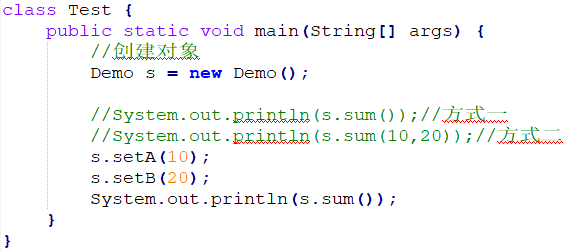 class Test {
    public static void main(String[] args) {
        //创建对象
        Demo s = new Demo();

        //System.out.println(s.sum());//方式一
        //System.out.println(s.sum(10,20));//方式二
        s.setA(10);
        s.setB(20);
        System.out.println(s.sum());
    }
}